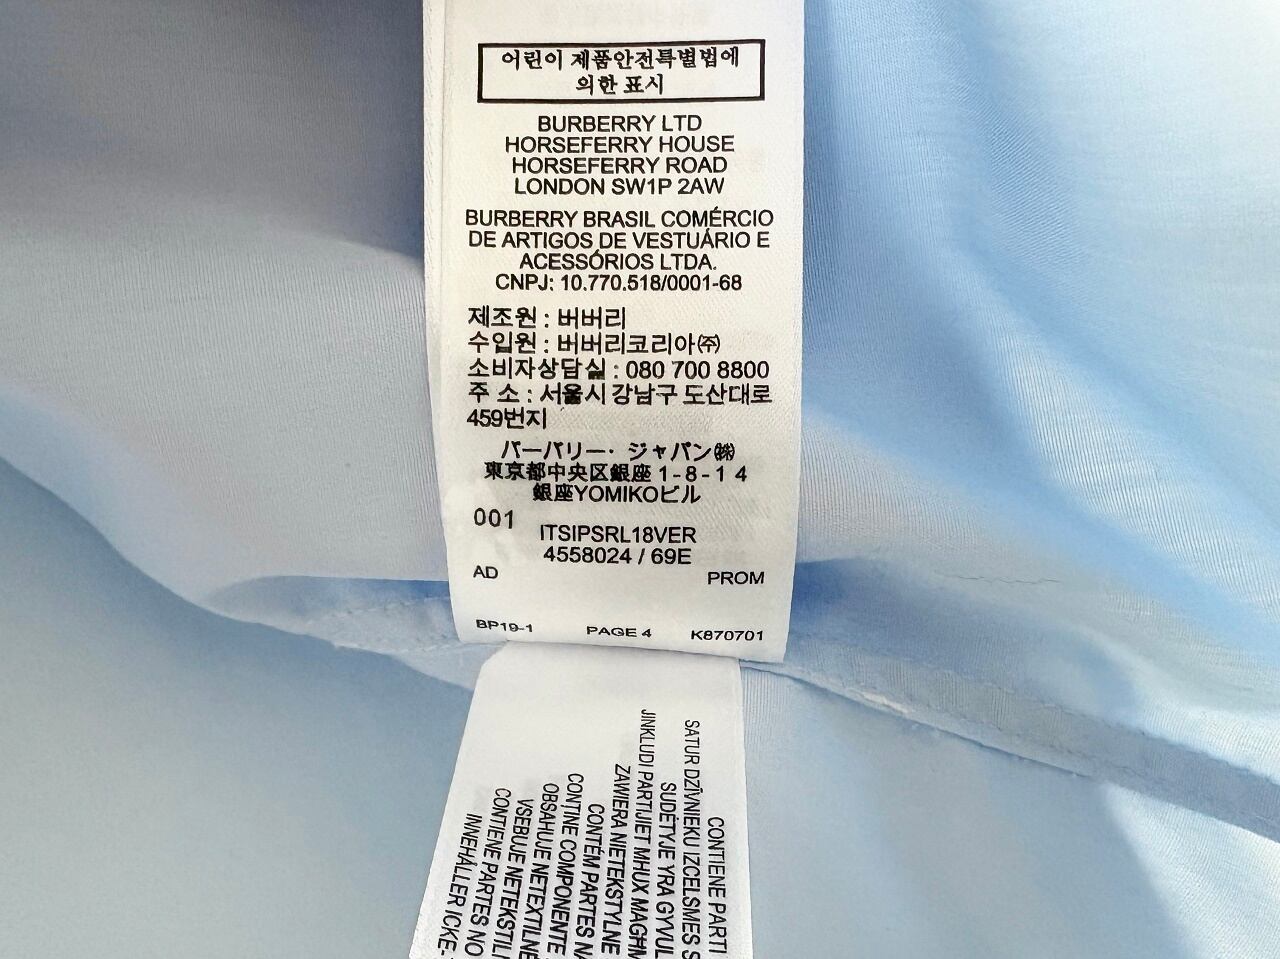 어린이 제품안전특별법에
의한 표시
BURBERRY LTD
HORSEFERRY HOUSE
HORSEFERRY ROAD
LONDON SW1P 2AW
BURBERRY BRASIL COMÉRCIO
DE ARTIGOS DE VESTUÁRIO E
ACESSÓRIOS LTDA.
CNPJ: 10.770.518/0001-68
제조원 : 버버리
수입원 : 버버리코리아㈜
소비자상담실 : 080 700 8800
주 소 : 서울시 강남구 도산대로
459번지
バーバリー・ジャパン㈱
東京都中央区銀座 1-8-14
銀座YOMIKOビル
001
ITSIPSRL18VER
4558024 / 69E
AD PROM
BP19-1 PAGE 4 K870701
CONTIENE PARTI
SATUR DZĪVNIEKU IZCELSMES S
SUDĖTYJE YRA GYVUL
JINKLUDI PARTIJIET MHUX MAGĦM
ZAWIERA NIETEKSTYLNE
CONTÉM PARTES NÃ
CONȚINE COMPONENTE
OBSAHUJE NETEXTILNÉ
VSEBUJE NETEKSTILN
CONTIENE PARTES NO
INNEHÅLLER ICKE-